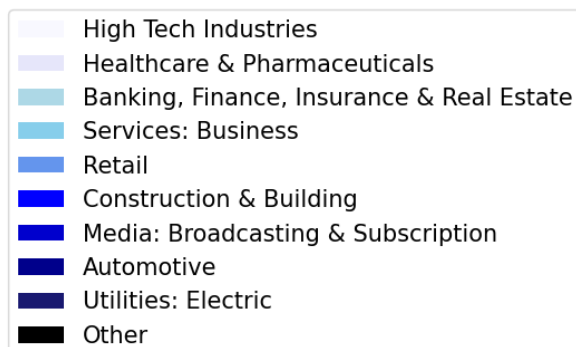 High Tech Industries
Healthcare & Pharmaceuticals
Banking, Finance, Insurance & Real Estate
Services: Business
Retail
Construction & Building
Media: Broadcasting & Subscription
Automotive
Utilities: Electric
Other